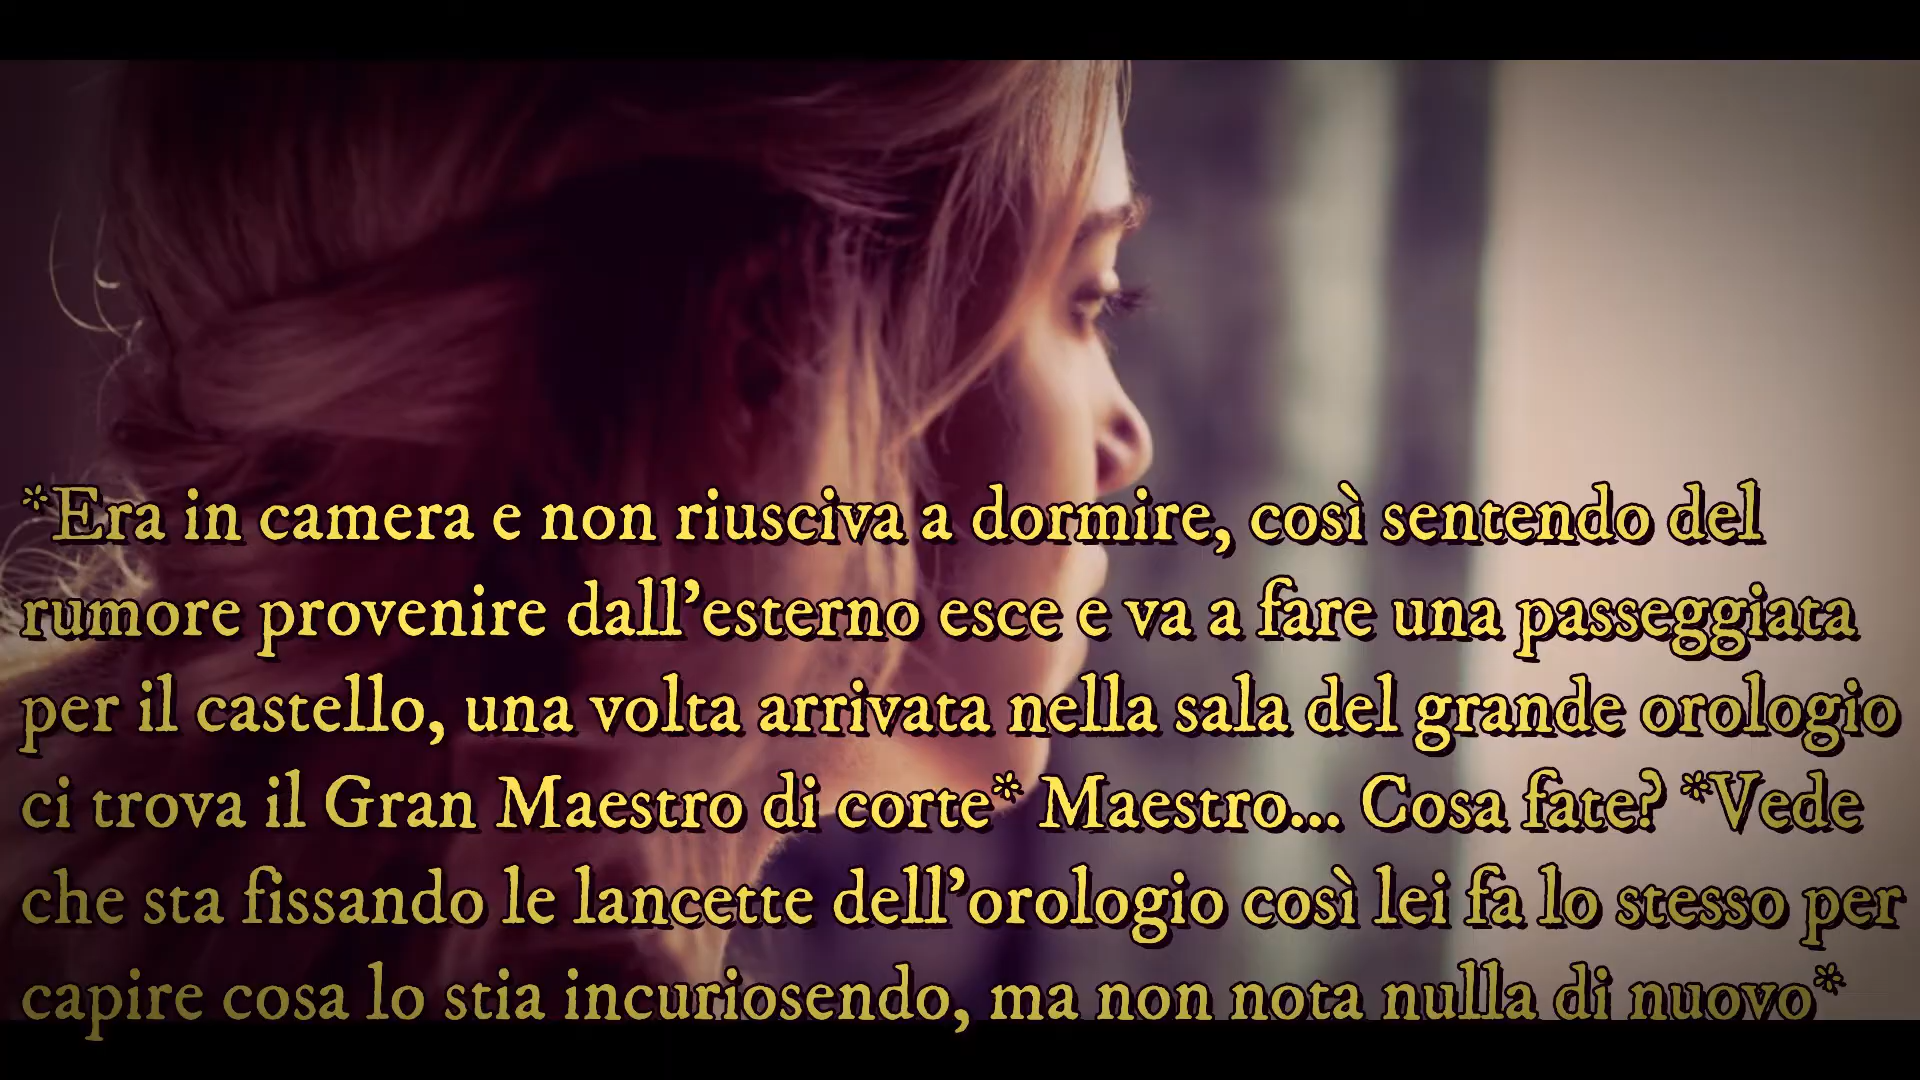 *Era in camera e non riusciva a dormire, così sentendo del
rumore provenire dall'esterno esce e va a fare una passeggiata
per il castello, una volta arrivata nella sala del grande orologio
ci trova il Gran Maestro di corte* Maestro... Cosa fate? *Vede
che sta fissando le lancette dell'orologio così lei fa lo stesso per
capire cosa lo stia incuriosendo, ma non nota nulla di nuovo*